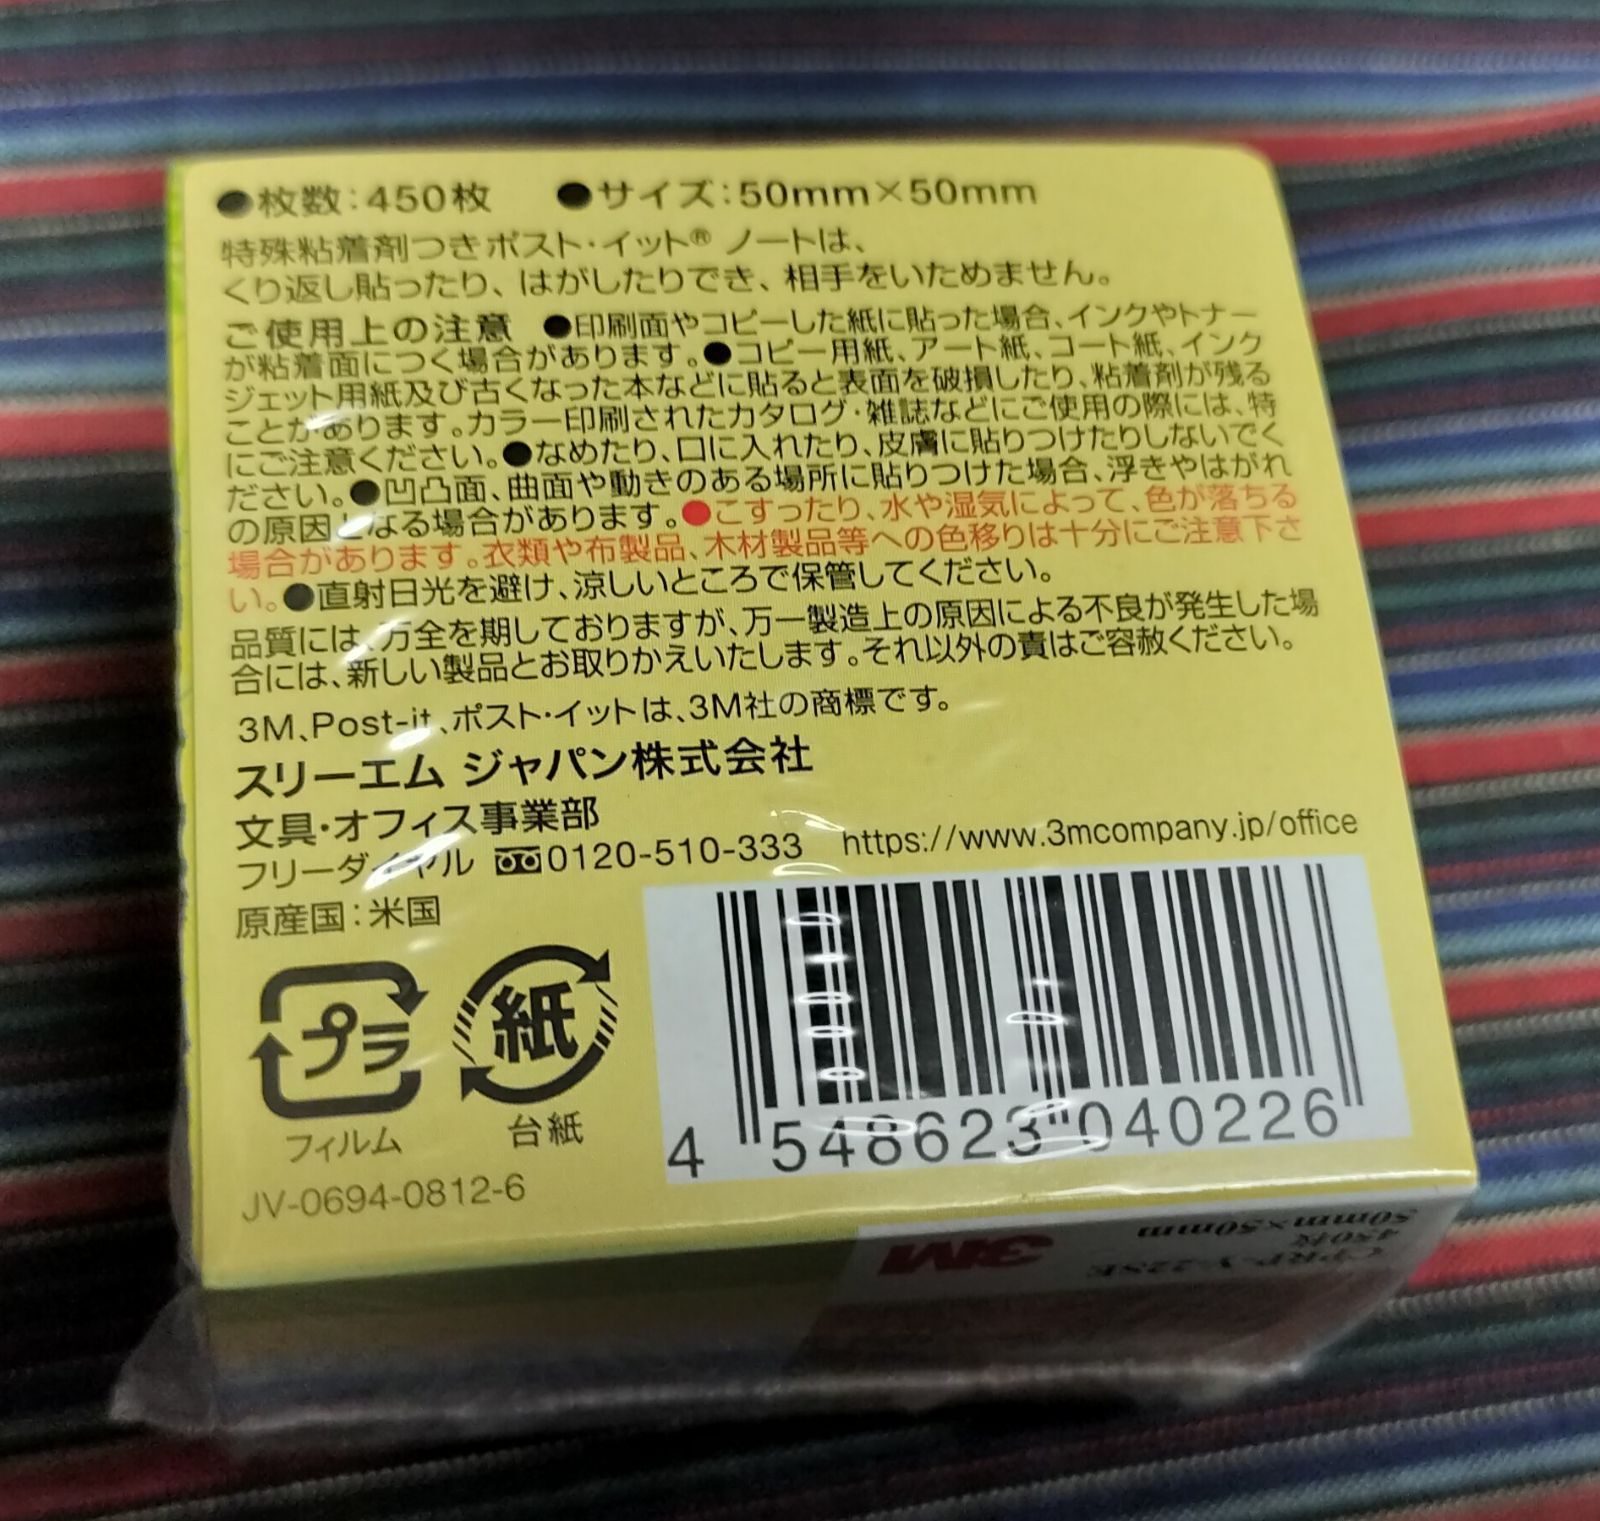 ●枚数：450枚　●サイズ：50mm×50mm
特殊粘着剤つきポスト・イット® ノートは、
くり返し貼ったり、はがしたりでき、相手をいためません。
ご使用上の注意　●印刷面やコピーした紙に貼った場合、インクやトナー
が粘着面につく場合があります。●コピー用紙、アート紙、コート紙、インク
ジェット用紙及び古くなった本などに貼ると表面を破損したり、粘着剤が残る
ことがあります。カラー印刷されたカタログ・雑誌などにご使用の際には、特
にご注意ください。●なめたり、口に入れたり、皮膚に貼りつけたりしないでく
ださい。●凹凸面、曲面や動きのある場所に貼りつけた場合、浮きやはがれ
の原因となる場合があります。●こすったり、水や湿気によって、色が落ちる
場合があります。衣類や布製品、木材製品等への色移りは十分にご注意下さ
い。●直射日光を避け、涼しいところで保管してください。
品質には、万全を期しておりますが、万一製造上の原因による不良が発生した場
合には、新しい製品とお取りかえいたします。それ以外の責はご容赦ください。
3M、Post-it、ポスト・イットは、3M社の商標です。
スリーエム ジャパン株式会社
文具・オフィス事業部
フリーダイヤル 0120-510-333　https://www.3mcompany.jp/office
原産国：米国
プラ
フィルム
紙
台紙
4 548623 040226
JV-0694-0812-6
3M
CPRP-Y-22SE
450枚
50mm×50mm